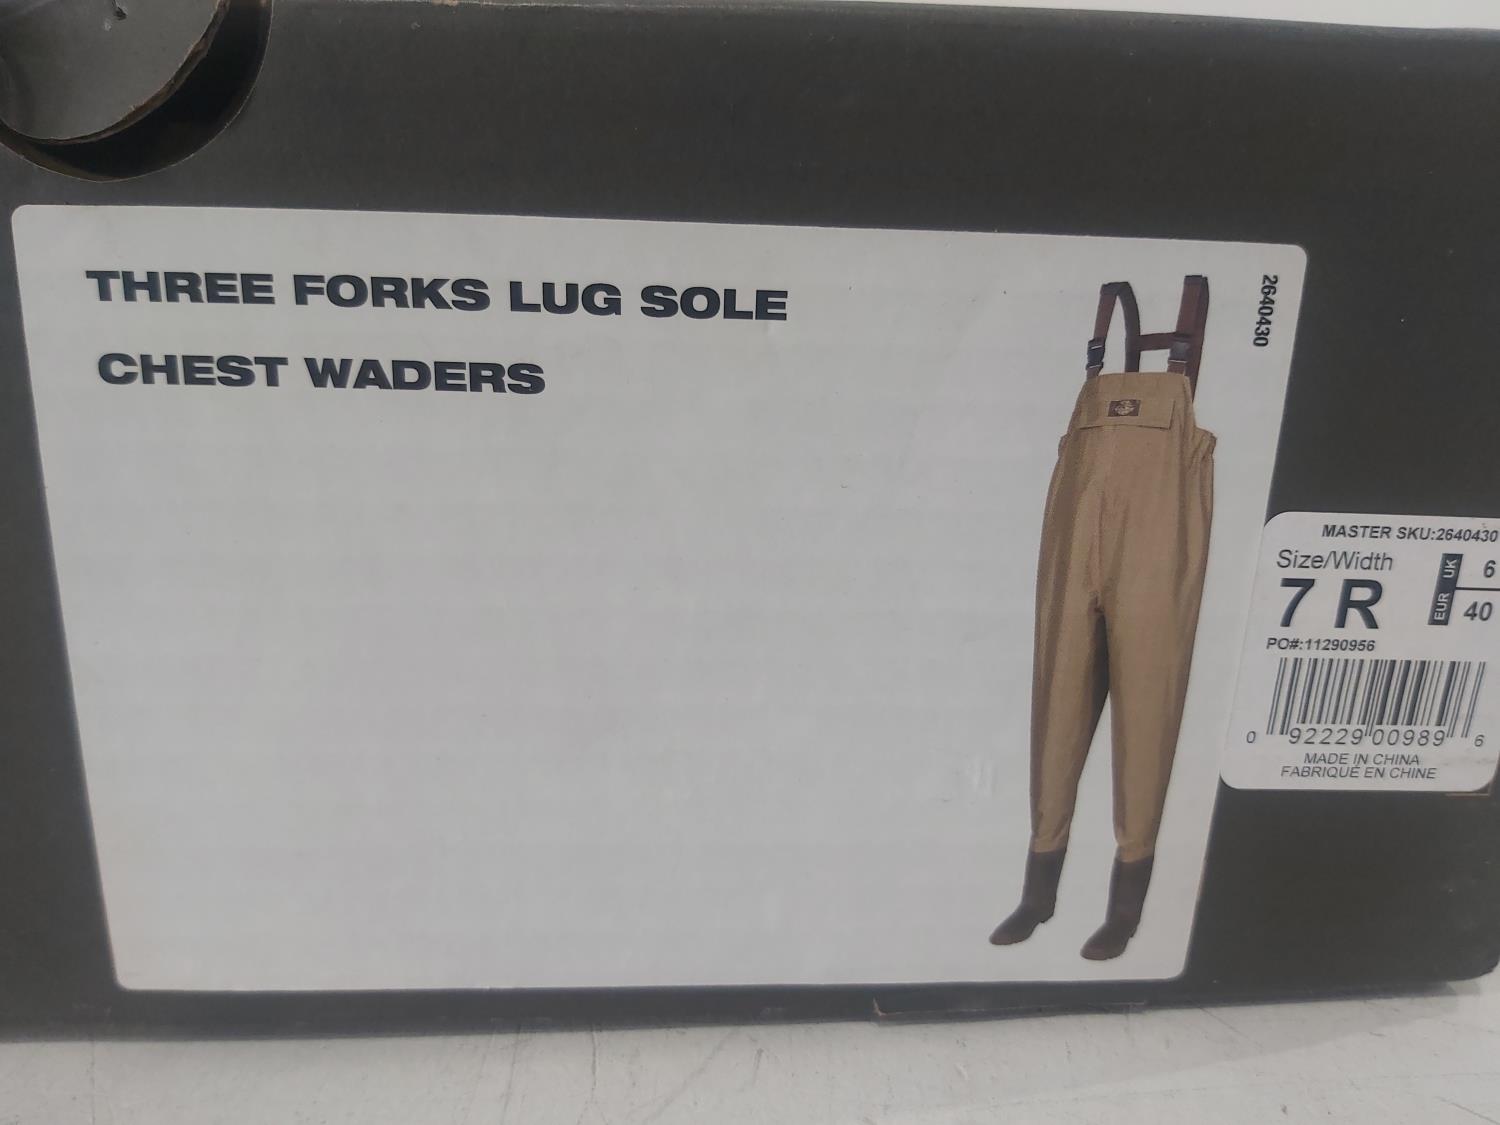 THREE FORKS LUG SOLE
CHEST WADERS
2640430
MASTER SKU:2640430
Size/Width
7 R
UK 6
EUR 40
PO#:11290956
0 92229 00989 6
MADE IN CHINA
FABRIQUÉ EN CHINE